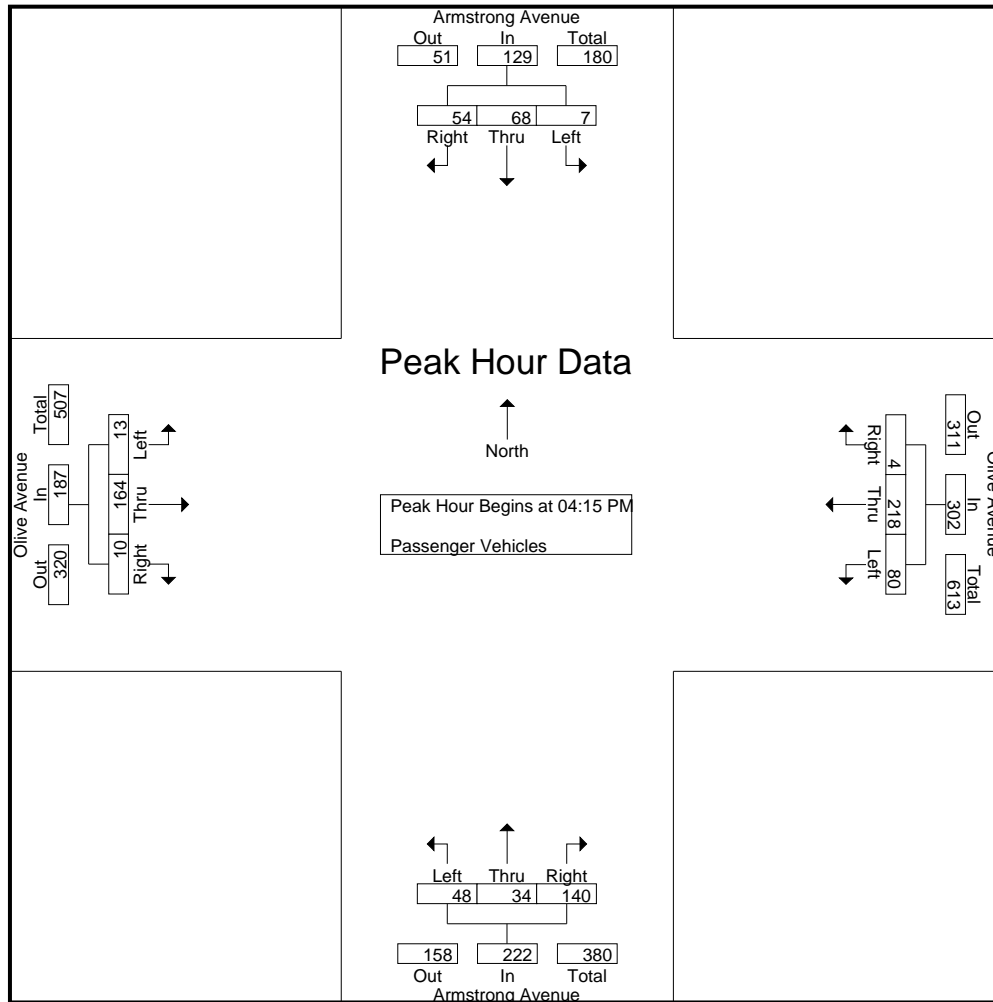 Armstrong Avenue
Out In Total
51 129 180
54 68 7
Right Thru Left
Peak Hour Data
North
Peak Hour Begins at 04:15 PM
Passenger Vehicles
Olive Avenue
Total In Out
507 187 320
13 164 10
Left Thru Right
Right Thru Left
4 218 80
311 302 613
Out In Total
Olive Avenue
Left Thru Right
48 34 140
158 222 380
Out In Total
Armstrong Avenue